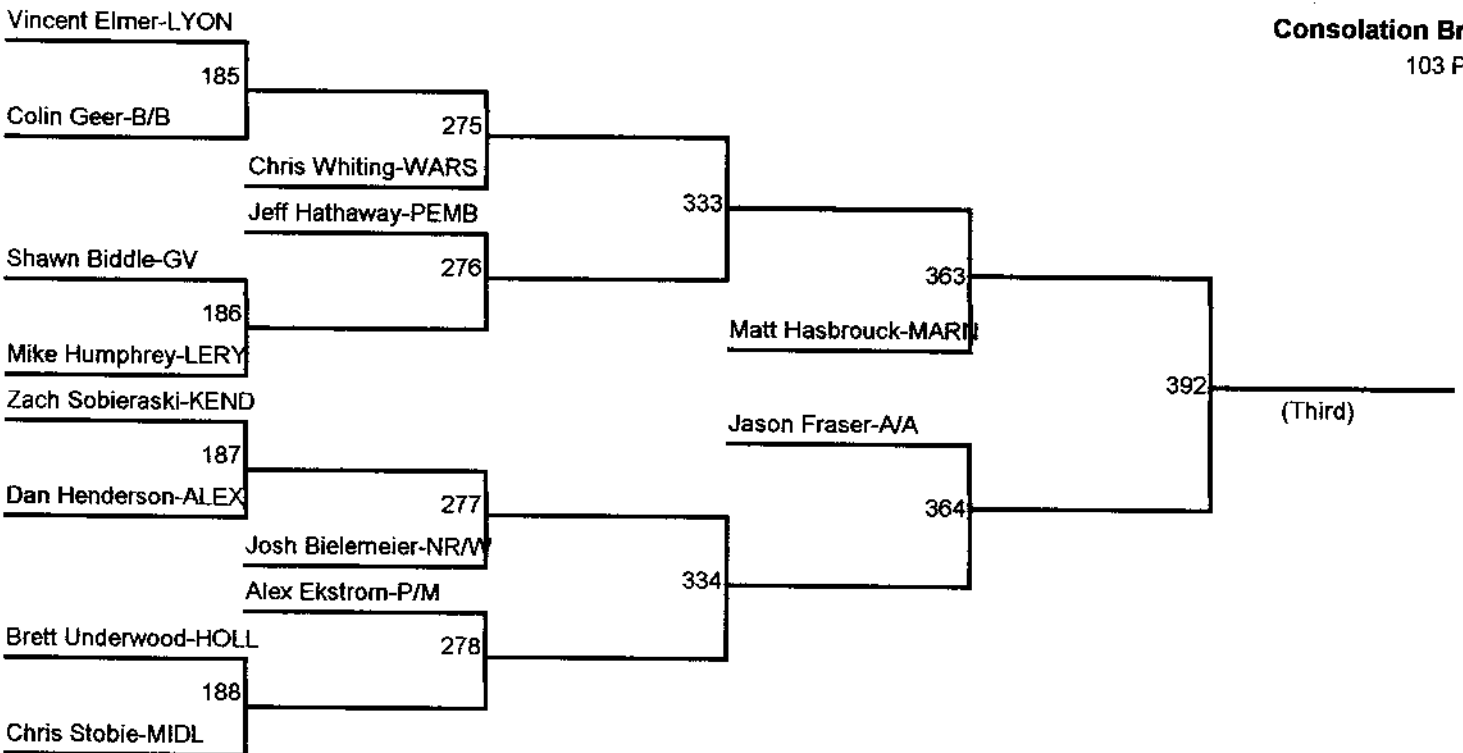 Vincent Elmer-LYON
Consolation Br
103 P
185
Colin Geer-B/B
275
Chris Whiting-WARS
333
Jeff Hathaway-PEMB
Shawn Biddle-GV
276
363
186
Matt Hasbrouck-MARN
Mike Humphrey-LERY
392
Zach Sobieraski-KEND
(Third)
Jason Fraser-A/A
187
Dan Henderson-ALEX
277
364
Josh Bielemeier-NR/W
334
Alex Ekstrom-P/M
Brett Underwood-HOLL
278
188
Chris Stobie-MIDL